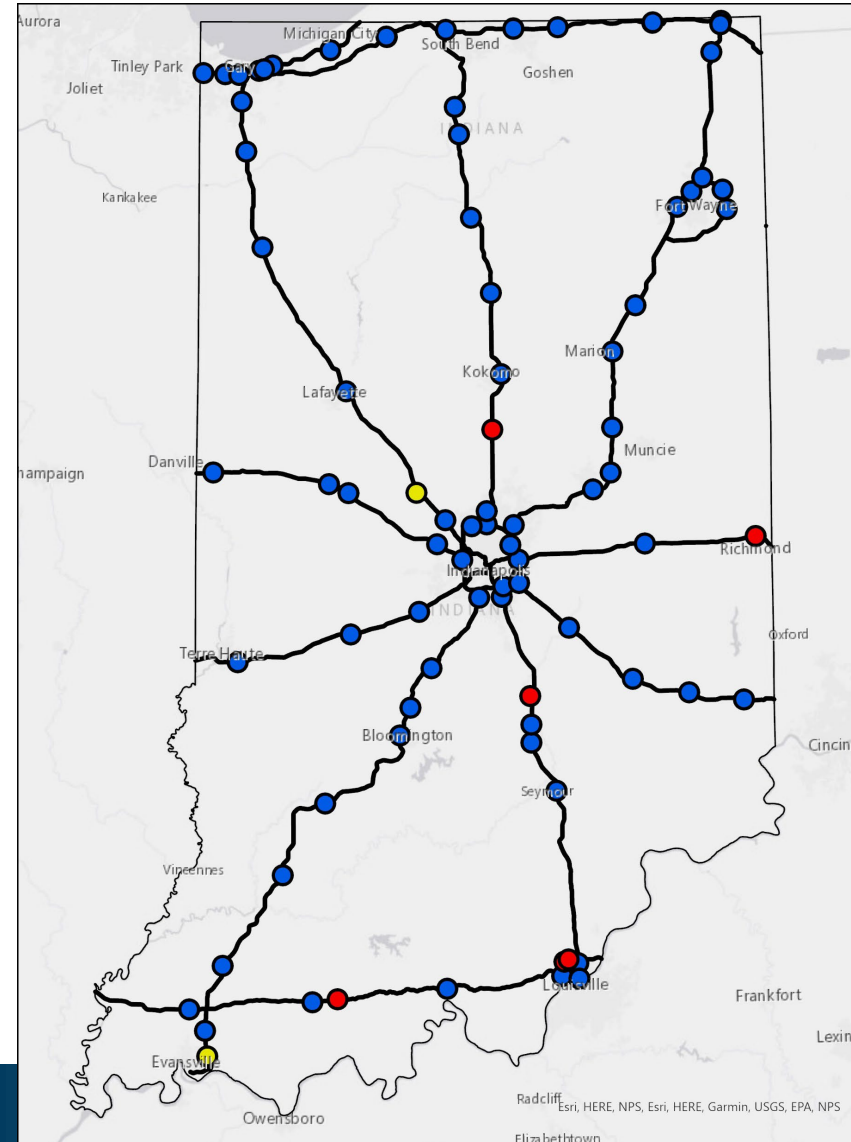 Aurora
Michigan City
South Bend
Tinley Park
Gary
Goshen
Joliet
INDIANA
Kankakee
Fort Wayne
Marion
Kokomo
Lafayette
Muncie
Danville
hampaign
Richmond
Indianapolis
INDIANA
Oxford
Terre Haute
Bloomington
Cincin
Seymour
Vincennes
Louisville
Frankfort
Lexin
Evansville
Radcliff
Esri, HERE, NPS, Esri, HERE, Garmin, USGS, EPA, NPS
Owensboro
Elizabethtown